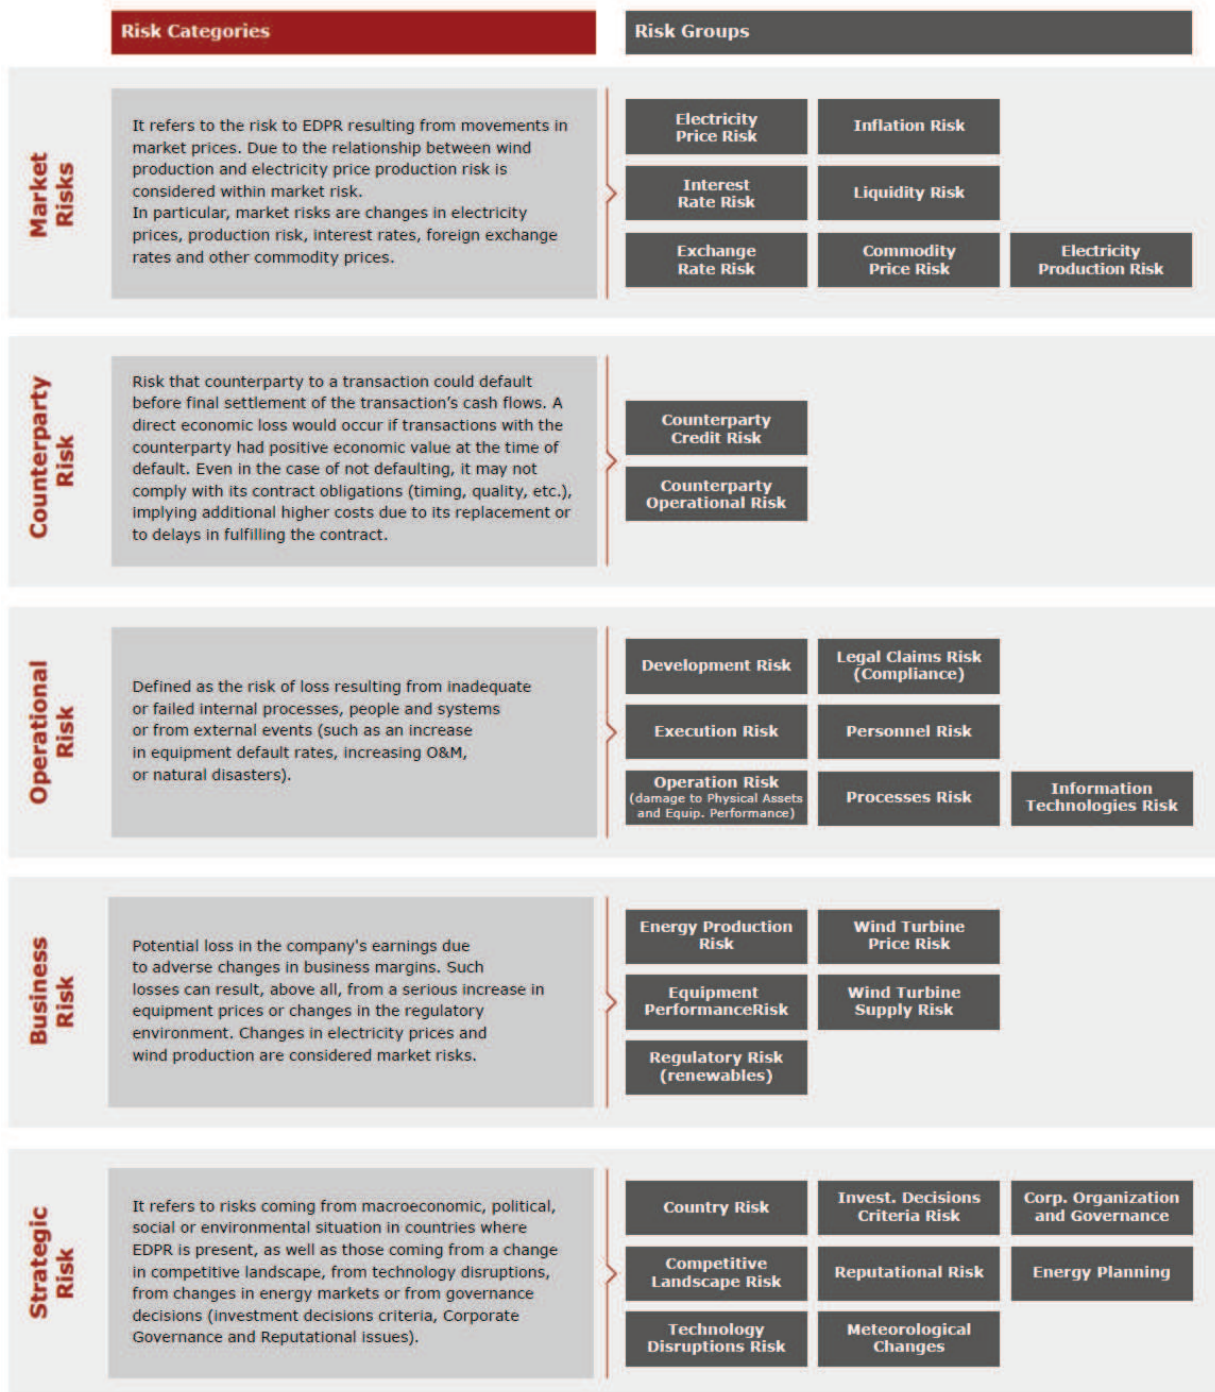 Risk Categories
Risk Groups
Market
Risks
It refers to the risk to EDPR resulting from movements in
market prices. Due to the relationship between wind
production and electricity price production risk is
considered within market risk.
In particular, market risks are changes in electricity
prices, production risk, interest rates, foreign exchange
rates and other commodity prices.
Electricity
Price Risk
Inflation Risk
Interest
Rate Risk
Liquidity Risk
Exchange
Rate Risk
Commodity
Price Risk
Electricity
Production Risk
Counterparty
Risk
Risk that counterparty to a transaction could default
before final settlement of the transaction's cash flows. A
direct economic loss would occur if transactions with the
counterparty had positive economic value at the time of
default. Even in the case of not defaulting, it may not
comply with its contract obligations (timing, quality, etc.),
implying additional higher costs due to its replacement or
to delays in fulfilling the contract.
Counterparty
Credit Risk
Counterparty
Operational Risk
Operational
Risk
Defined as the risk of loss resulting from inadequate
or failed internal processes, people and systems
or from external events (such as an increase
in equipment default rates, increasing O&M,
or natural disasters).
Development Risk
Legal Claims Risk
(Compliance)
Execution Risk
Personnel Risk
Operation Risk
(damage to Physical Assets
and Equip. Performance)
Processes Risk
Information
Technologies Risk
Business
Risk
Potential loss in the company's earnings due
to adverse changes in business margins. Such
losses can result, above all, from a serious increase in
equipment prices or changes in the regulatory
environment. Changes in electricity prices and
wind production are considered market risks.
Energy Production
Risk
Wind Turbine
Price Risk
Equipment
PerformanceRisk
Wind Turbine
Supply Risk
Regulatory Risk
(renewables)
Strategic
Risk
It refers to risks coming from macroeconomic, political,
social or environmental situation in countries where
EDPR is present, as well as those coming from a change
in competitive landscape, from technology disruptions,
from changes in energy markets or from governance
decisions (investment decisions criteria, Corporate
Governance and Reputational issues).
Country Risk
Invest. Decisions
Criteria Risk
Corp. Organization
and Governance
Competitive
Landscape Risk
Reputational Risk
Energy Planning
Technology
Disruptions Risk
Meteorological
Changes